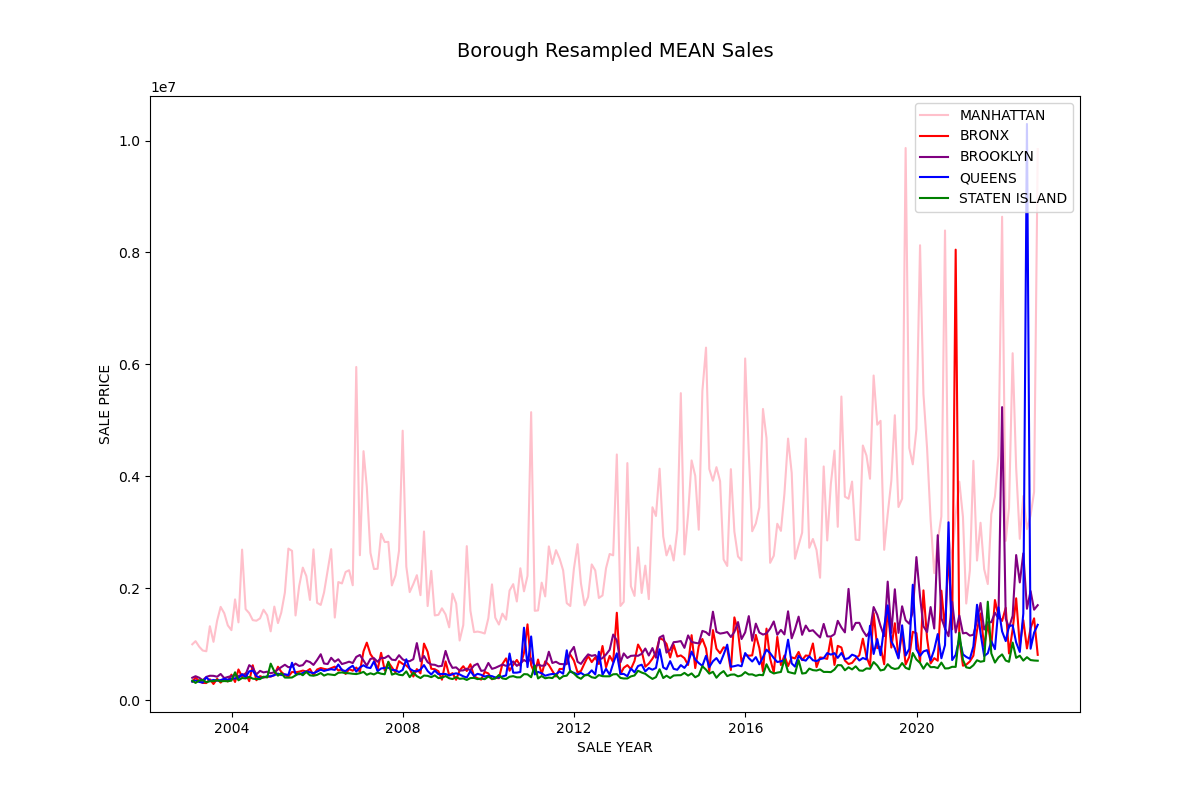 Borough Resampled MEAN Sales
1e7
MANHATTAN
BRONX
BROOKLYN
QUEENS
STATEN ISLAND
1.0
0.8
0.6
0.4
0.2
0.0
SALE PRICE
2004
2008
2012
2016
2020
SALE YEAR